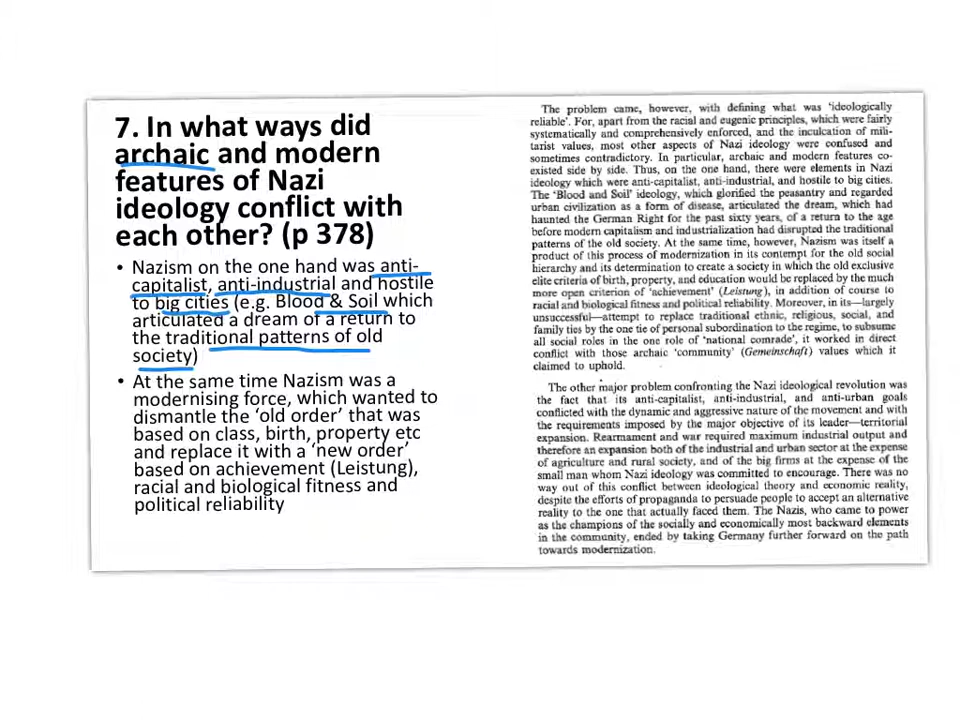 7. In what ways did
archaic and modern
features of Nazi
ideology conflict with
each other? (p 378)
• Nazism on the one hand was anti-
capitalist, anti-industrial and hostile
to big cities (e.g. Blood & Soil which
articulated a dream of a return to
the traditional patterns of old
society)
• At the same time Nazism was a
modernising force, which wanted to
dismantle the ‘old order’ that was
based on class, birth, property etc
and replace it with a ‘new order’
based on achievement (Leistung),
racial and biological fitness and
political reliability
The problem came, however, with defining what was ‘ideologically
reliable’. For, apart from the racial and eugenic principles, which were fairly
systematically and comprehensively enforced, and the inculcation of mili-
tarist values, most other aspects of Nazi ideology were confused and
sometimes contradictory. In particular, archaic and modern features co-
existed side by side. Thus, on the one hand, there were elements in Nazi
ideology which were anti-capitalist, anti-industrial, and hostile to big cities.
The ‘Blood and Soil’ ideology, which glorified the peasantry and regarded
urban civilization as a form of disease, articulated the dream, which had
haunted the German Right for the past sixty years, of a return to the age
before modern capitalism and industrialization had disrupted the traditional
patterns of the old society. At the same time, however, Nazism was itself a
product of this process of modernization in its contempt for the old social
hierarchy and its determination to create a society in which the old exclusive
elite criteria of birth, property, and education would be replaced by the much
more open criterion of ‘achievement’ (Leistung), in addition of course to
racial and biological fitness and political reliability. Moreover, in its—largely
unsuccessful—attempt to replace traditional ethnic, religious, social, and
family ties by the one tie of personal subordination to the regime, to subsume
all social roles in the one role of ‘national comrade’, it worked in direct
conflict with those archaic ‘community’ (Gemeinschaft) values which it
claimed to uphold.
The other major problem confronting the Nazi ideological revolution was
the fact that its anti-capitalist, anti-industrial, and anti-urban goals
conflicted with the dynamic and aggressive nature of the movement and with
the requirements imposed by the major objective of its leader—territorial
expansion. Rearmament and war required maximum industrial output and
therefore an expansion both of the industrial and urban sector at the expense
of agriculture and rural society, and of the big firms at the expense of the
small man whom Nazi ideology was committed to encourage. There was no
way out of this conflict between ideological theory and economic reality,
despite the efforts of propaganda to persuade people to accept an alternative
reality to the one that actually faced them. The Nazis, who came to power
as the champions of the socially and economically most backward elements
in the community, ended by taking Germany further forward on the path
towards modernization.